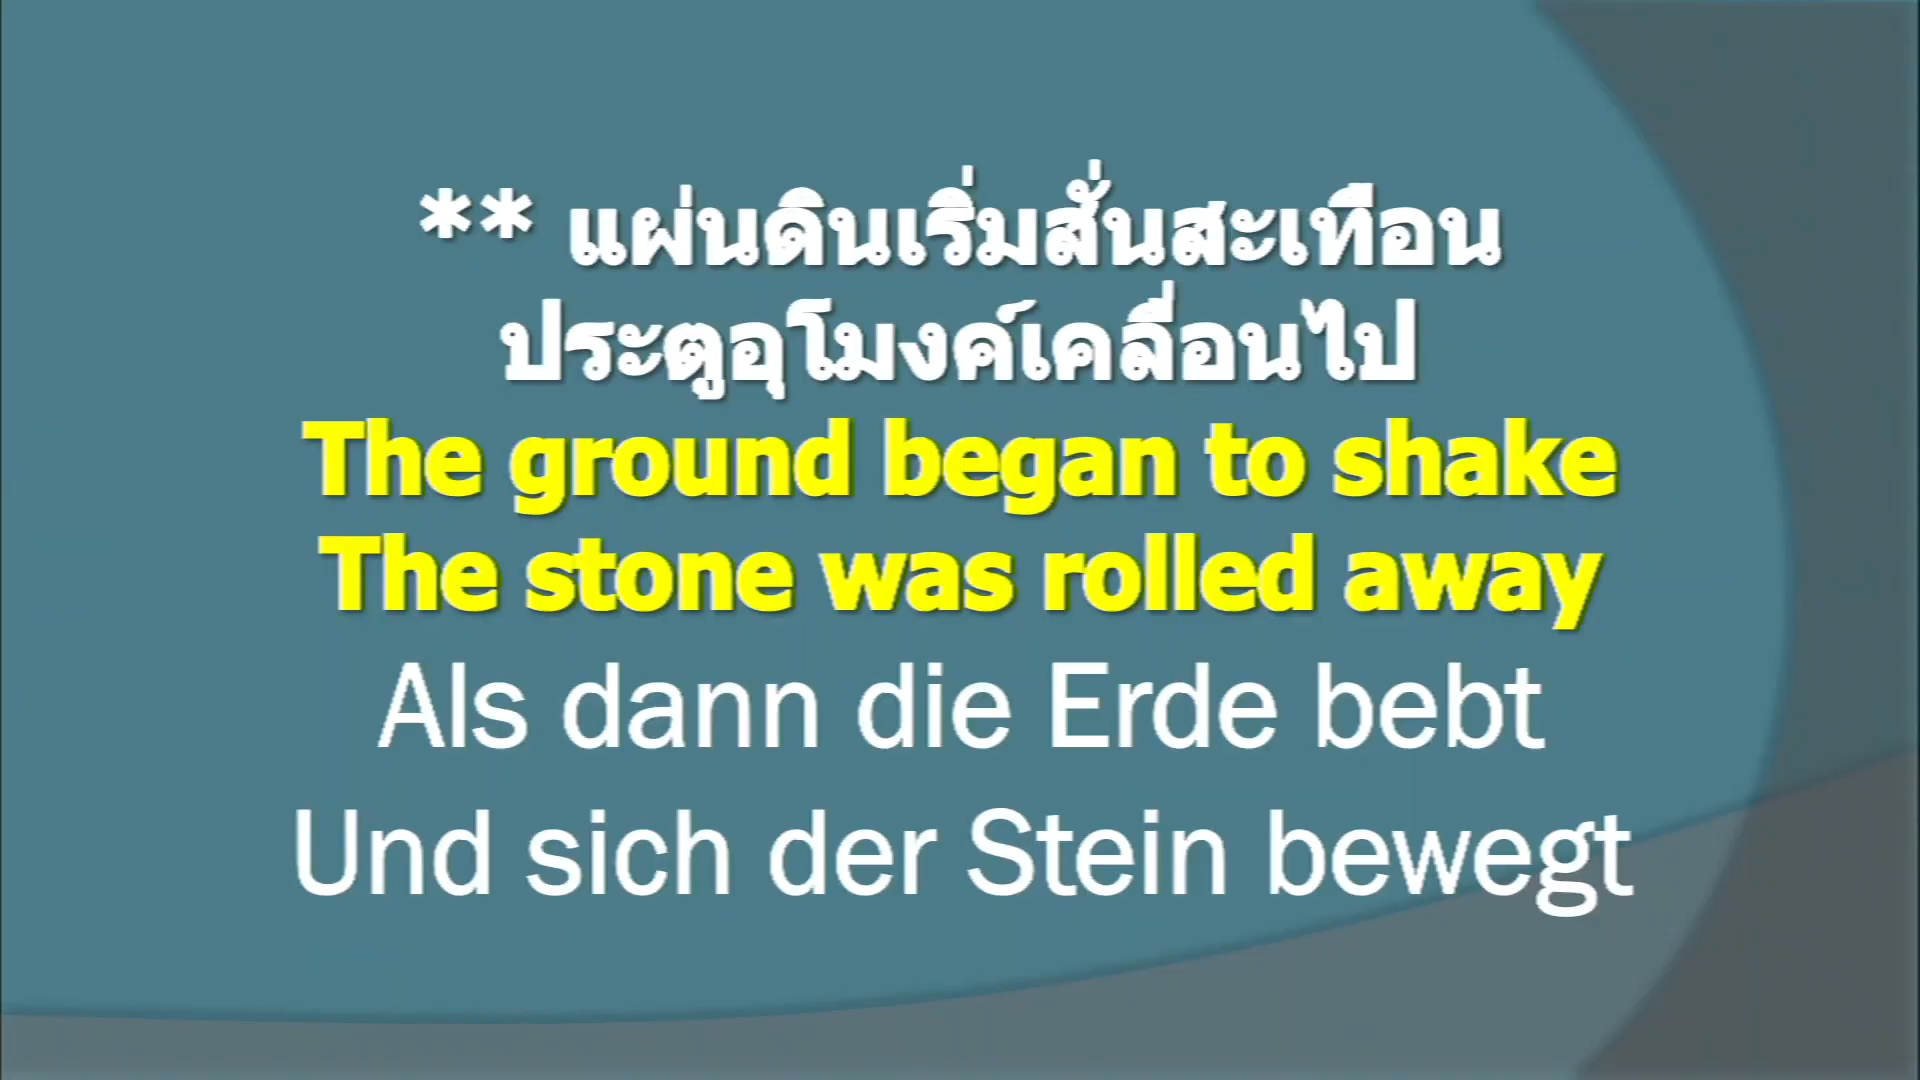 ** แผ่นดินเริ่มสั่นสะเทือน
ประตูอุโมงค์เคลื่อนไป
The ground began to shake
The stone was rolled away
Als dann die Erde bebt
Und sich der Stein bewegt